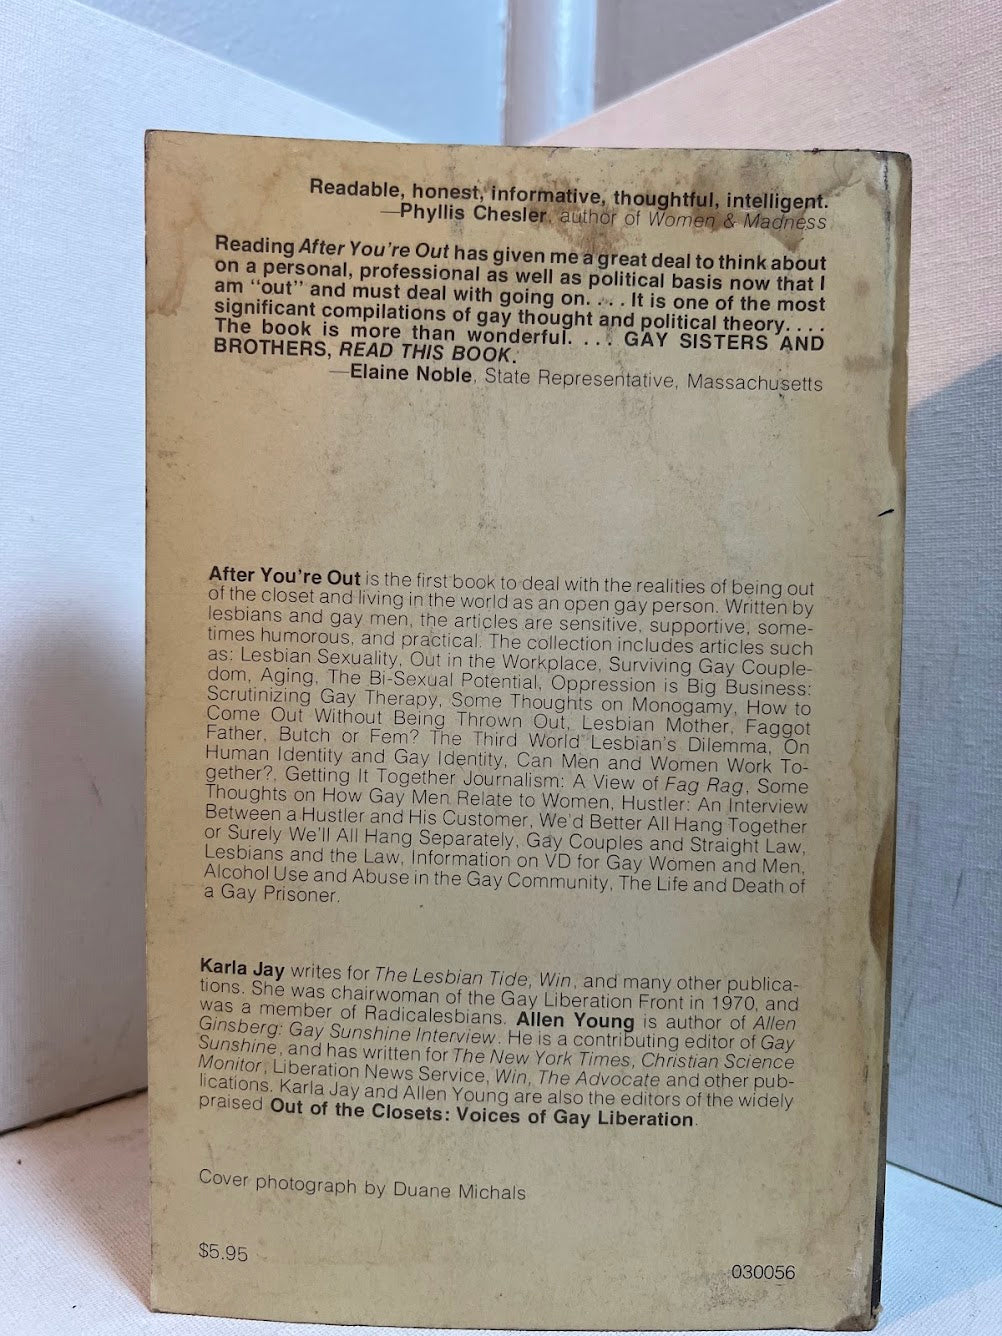 Readable, honest, informative, thoughtful, intelligent.
—Phyllis Chesler, author of Women & Madness
Reading After You're Out has given me a great deal to think about
on a personal, professional as well as political basis now that I
am "out" and must deal with going on. . . . It is one of the most
significant compilations of gay thought and political theory. . . .
The book is more than wonderful. . . . GAY SISTERS AND
BROTHERS, READ THIS BOOK.
—Elaine Noble, State Representative, Massachusetts
After You're Out is the first book to deal with the realities of being out
of the closet and living in the world as an open gay person. Written by
lesbians and gay men, the articles are sensitive, supportive, some-
times humorous, and practical. The collection includes articles such
as: Lesbian Sexuality, Out in the Workplace, Surviving Gay Couple-
dom, Aging, The Bi-Sexual Potential, Oppression is Big Business:
Scrutinizing Gay Therapy, Some Thoughts on Monogamy, How to
Come Out Without Being Thrown Out, Lesbian Mother, Faggot
Father, Butch or Fem? The Third World Lesbian's Dilemma, On
Human Identity and Gay Identity, Can Men and Women Work To-
gether?, Getting It Together Journalism: A View of Fag Rag, Some
Thoughts on How Gay Men Relate to Women, Hustler: An Interview
Between a Hustler and His Customer, We'd Better All Hang Together
or Surely We'll All Hang Separately, Gay Couples and Straight Law,
Lesbians and the Law, Information on VD for Gay Women and Men,
Alcohol Use and Abuse in the Gay Community, The Life and Death of
a Gay Prisoner.
Karla Jay writes for The Lesbian Tide, Win, and many other publica-
tions. She was chairwoman of the Gay Liberation Front in 1970, and
was a member of Radicalesbians. Allen Young is author of Allen
Ginsberg: Gay Sunshine Interview. He is a contributing editor of Gay
Sunshine, and has written for The New York Times, Christian Science
Monitor, Liberation News Service, Win, The Advocate and other pub-
lications. Karla Jay and Allen Young are also the editors of the widely
praised Out of the Closets: Voices of Gay Liberation.
Cover photograph by Duane Michals
$5.95
030056